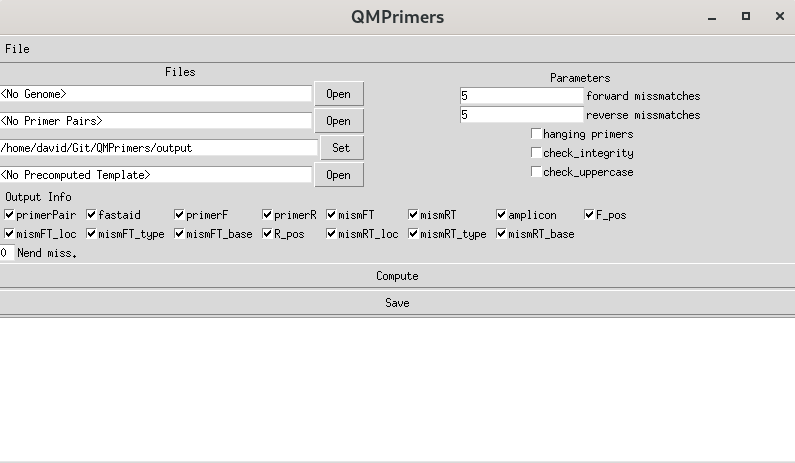 QMPrimers
File
Files
<No Genome> Open
<No Primer Pairs> Open
/home/david/Git/QMPrimers/output Set
<No Precomputed Template> Open
Parameters
5 forward missmatches
5 reverse missmatches
hanging primers
check_integrity
check_uppercase
Output Info
primerPair fastaid primerF primerR mismFT mismRT amplicon F_pos
mismFT_loc mismFT_type mismFT_base R_pos mismRT_loc mismRT_type mismRT_base
0 Nend miss.
Compute
Save